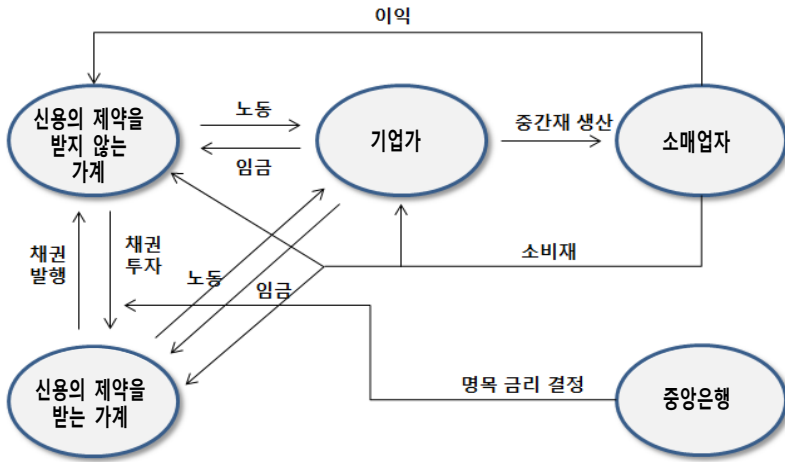 이익
신용의 제약을
받지 않는
가계
노동
임금
기업가
중간재 생산
소매업자
채권
발행
채권
투자
노동
임금
소비재
신용의 제약을
받는 가계
명목 금리 결정
중앙은행